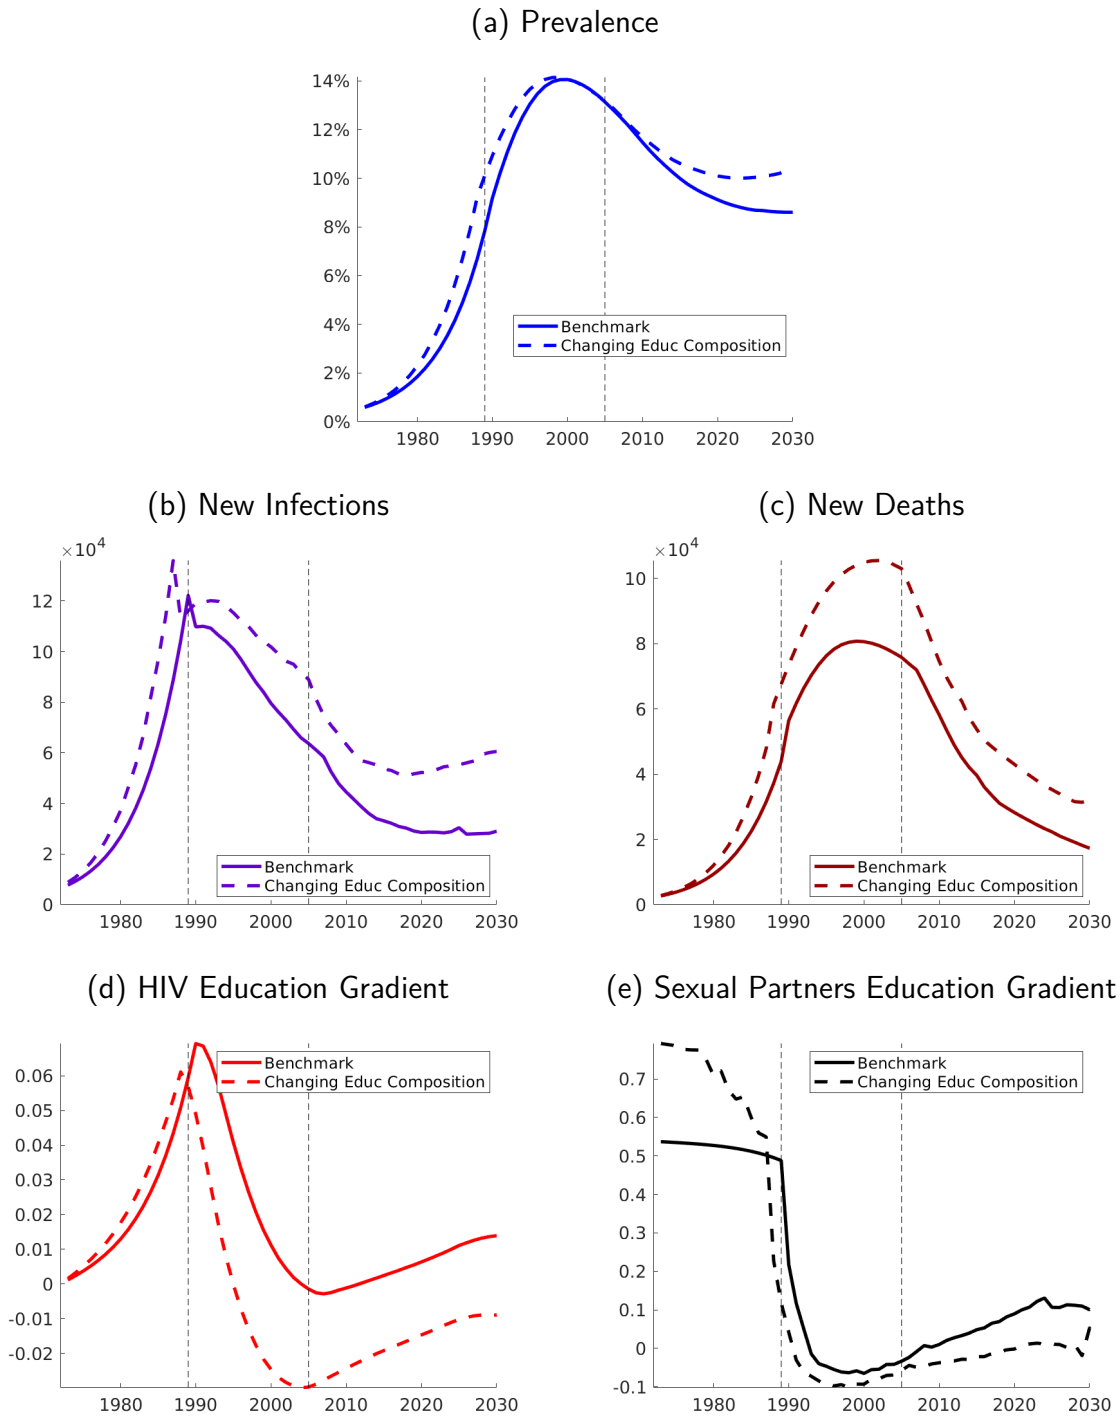 (a) Prevalence
14%
12%
10%
8%
6%
4%
2%
0%
Benchmark
Changing Educ Composition
1980 1990 2000 2010 2020 2030
(b) New Infections
×10⁴
12
10
8
6
4
2
0
Benchmark
Changing Educ Composition
1980 1990 2000 2010 2020 2030
(c) New Deaths
×10⁴
10
8
6
4
2
0
Benchmark
Changing Educ Composition
1980 1990 2000 2010 2020 2030
(d) HIV Education Gradient
Benchmark
Changing Educ Composition
0.06
0.05
0.04
0.03
0.02
0.01
0
-0.01
-0.02
1980 1990 2000 2010 2020 2030
(e) Sexual Partners Education Gradient
Benchmark
Changing Educ Composition
0.7
0.6
0.5
0.4
0.3
0.2
0.1
0
-0.1
1980 1990 2000 2010 2020 2030